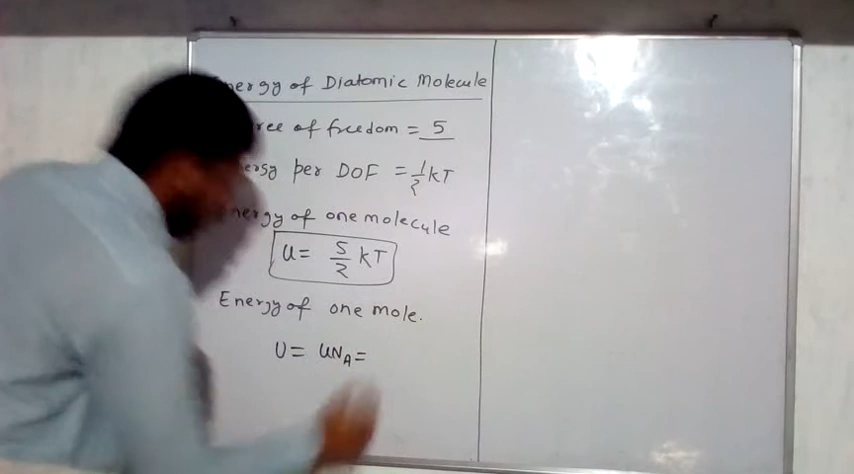 Energy of Diatomic Molecule
Degree of freedom = 5
Energy per DOF = 1/2 kT
Energy of one molecule
u = 5/2 kT
Energy of one mole.
U = uN_A =